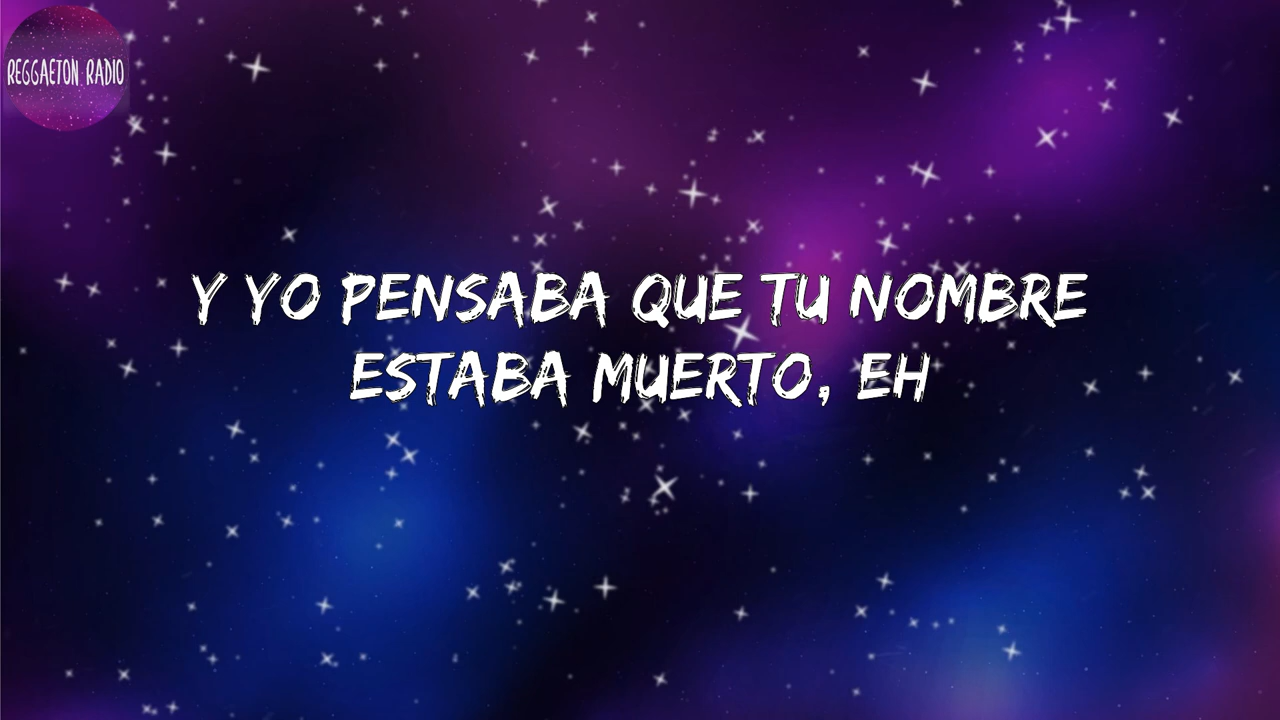 REGGAETON RADIO
Y YO PENSABA QUE TU NOMBRE
ESTABA MUERTO, EH